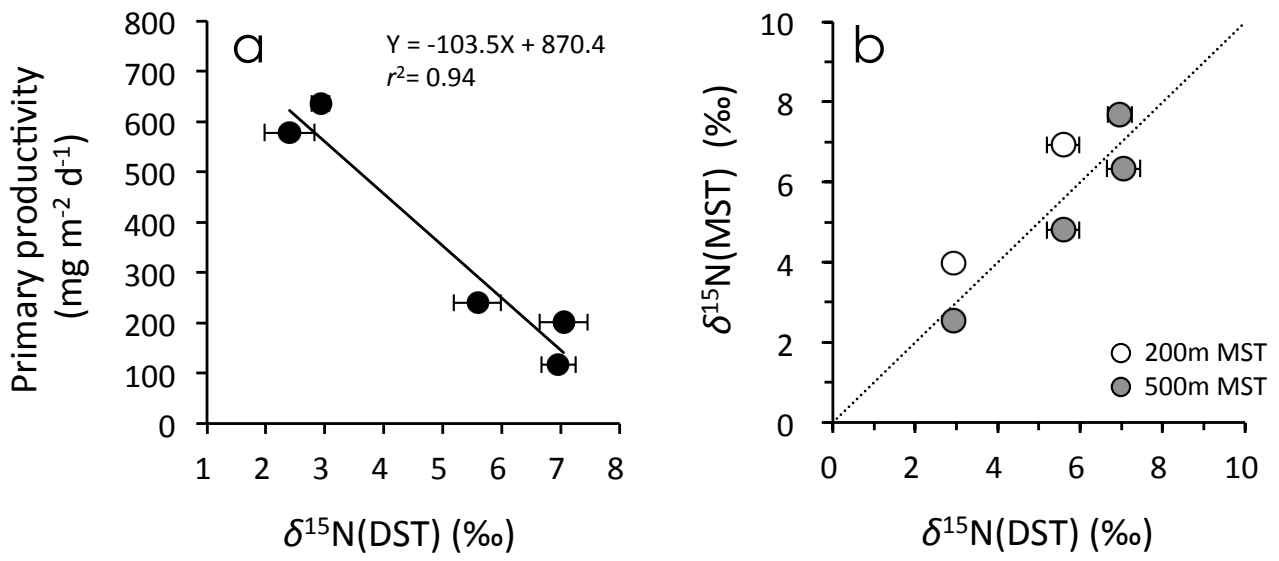 800
700
600
500
400
300
200
100
0
Primary productivity
(mg m⁻² d⁻¹)
Y = -103.5X + 870.4
r²= 0.94
1 2 3 4 5 6 7 8
δ¹⁵N(DST) (‰)
10
8
6
4
2
0
δ¹⁵N(MST) (‰)
200m MST
500m MST
0 2 4 6 8 10
δ¹⁵N(DST) (‰)